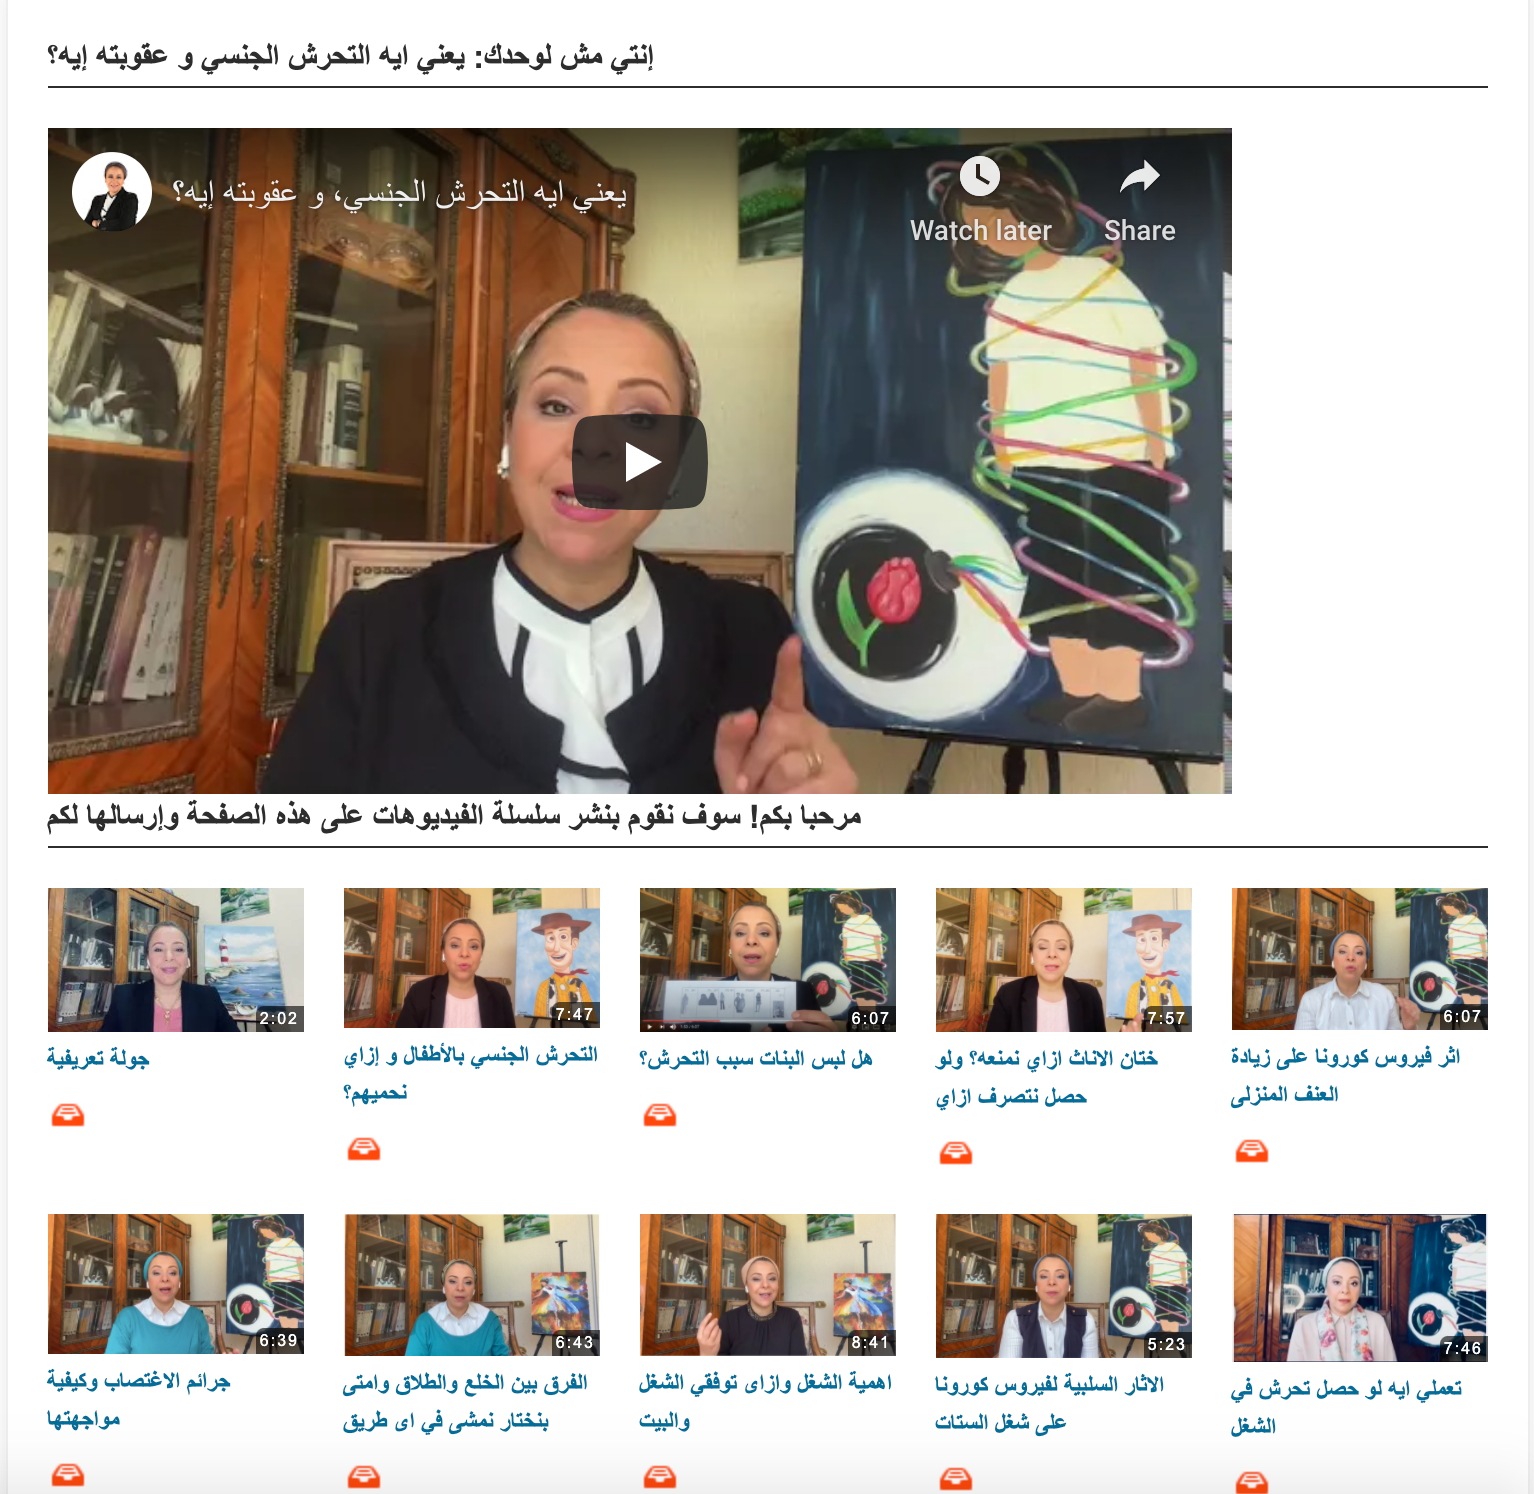 إنتي مش لوحدك: يعني ايه التحرش الجنسي و عقوبته إيه؟
يعني ايه التحرش الجنسي، و عقوبته إيه؟
Watch later
Share
مرحبا بكم! سوف نقوم بنشر سلسلة الفيديوهات على هذه الصفحة وإرسالها لكم
2:02
جولة تعريفية
7:47
التحرش الجنسي بالأطفال و إزاي
نحميهم؟
6:07
هل لبس البنات سبب التحرش؟
7:57
ختان الاناث ازاي نمنعه؟ ولو
حصل نتصرف ازاي
6:07
اثر فيروس كورونا على زيادة
العنف المنزلى
6:39
جرائم الاغتصاب وكيفية
مواجهتها
6:43
الفرق بين الخلع والطلاق وامتى
بنختار نمشى في اى طريق
8:41
اهمية الشغل وازاى توفقي الشغل
والبيت
5:23
الاثار السلبية لفيروس كورونا
على شغل الستات
7:46
تعملي ايه لو حصل تحرش في
الشغل